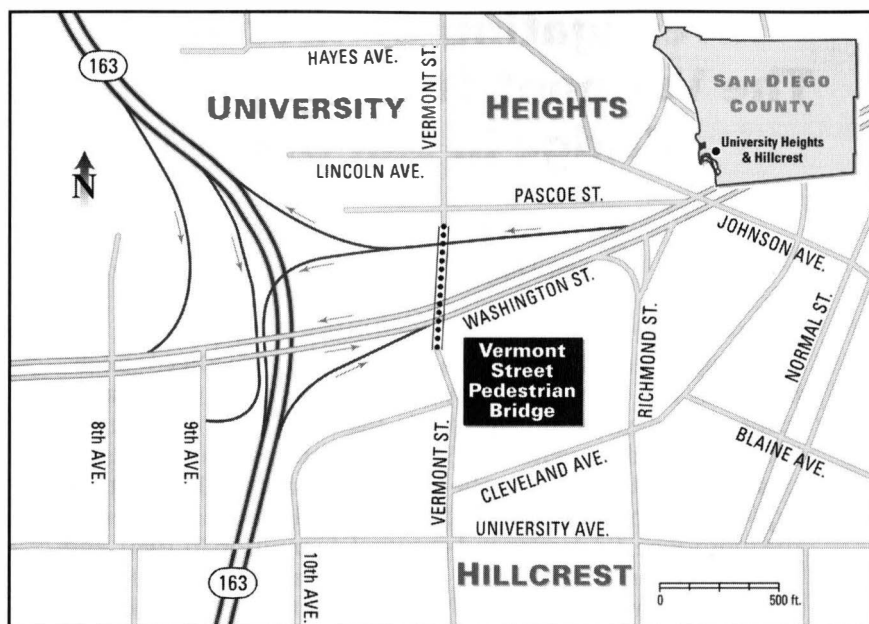 163
HAYES AVE.
VERMONT ST.
SAN DIEGO
COUNTY
UNIVERSITY HEIGHTS
University Heights
& Hillcrest
N
LINCOLN AVE.
PASCOE ST.
JOHNSON AVE.
WASHINGTON ST.
NORMAL ST.
RICHMOND ST.
Vermont
Street
Pedestrian
Bridge
8th AVE.
9th AVE.
VERMONT ST.
CLEVELAND AVE.
BLAINE AVE.
UNIVERSITY AVE.
10th AVE.
HILLCREST
163
0 500 ft.